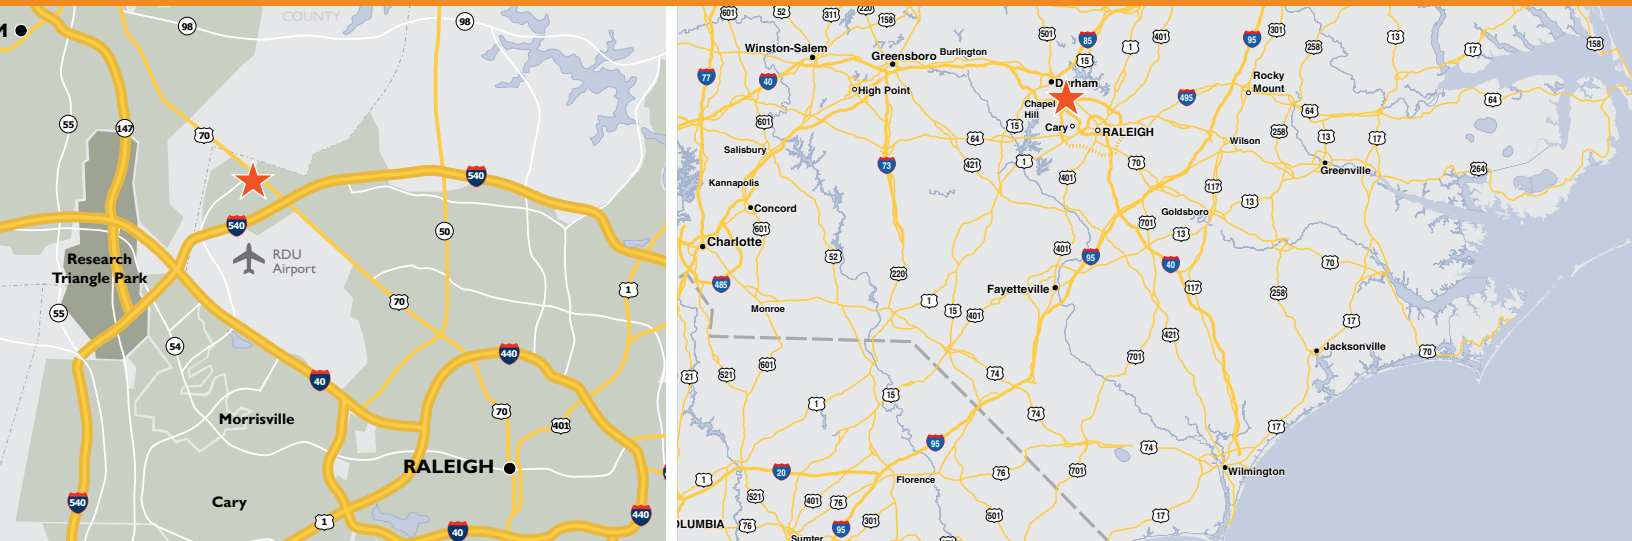 COUNTY
98
98
M
55
147
70
540
540
50
RDU
Airport
Research
Triangle Park
70
1
55
54
440
40
70
401
Morrisville
RALEIGH
Cary
540
1
40
440
601
52
311
220
158
501
85
1
401
95
301
258
13
17
158
Winston-Salem
Greensboro
Burlington
15
77
40
High Point
Durham
495
Rocky
Mount
64
64
Chapel
Hill
601
15
Cary
RALEIGH
64
258
13
17
Wilson
Salisbury
73
421
1
70
Greenville
264
401
Kannapolis
117
Concord
13
Goldsboro
601
701
13
Charlotte
52
401
95
40
70
220
485
Fayetteville
117
258
1
15
401
Monroe
17
421
Jacksonville
70
701
601
21
521
74
15
1
74
17
95
74
20
76
701
Wilmington
1
Florence
521
401
76
301
501
17
OLUMBIA
76
95
Sumter